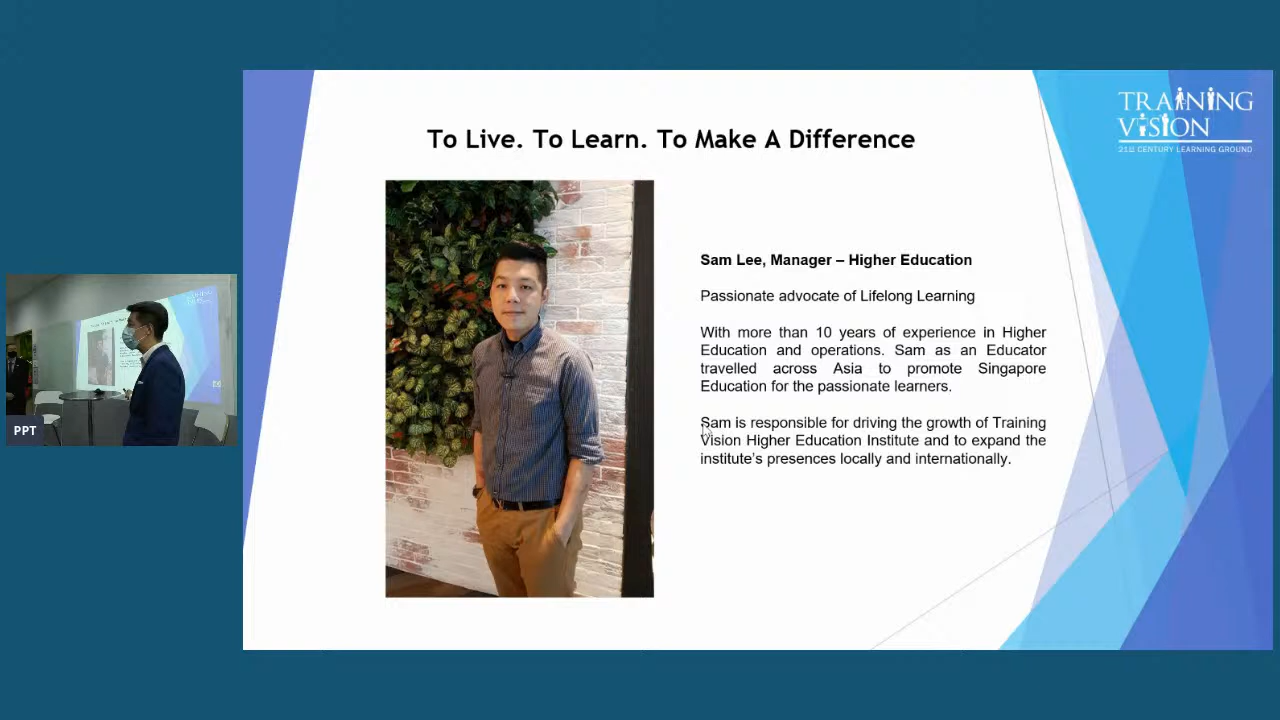 To Live. To Learn. To Make A Difference
TRAINING
VISION
21st CENTURY LEARNING GROUND
Sam Lee, Manager – Higher Education
Passionate advocate of Lifelong Learning
With more than 10 years of experience in Higher
Education and operations. Sam as an Educator
travelled across Asia to promote Singapore
Education for the passionate learners.
Sam is responsible for driving the growth of Training
Vision Higher Education Institute and to expand the
institute's presences locally and internationally.
PPT